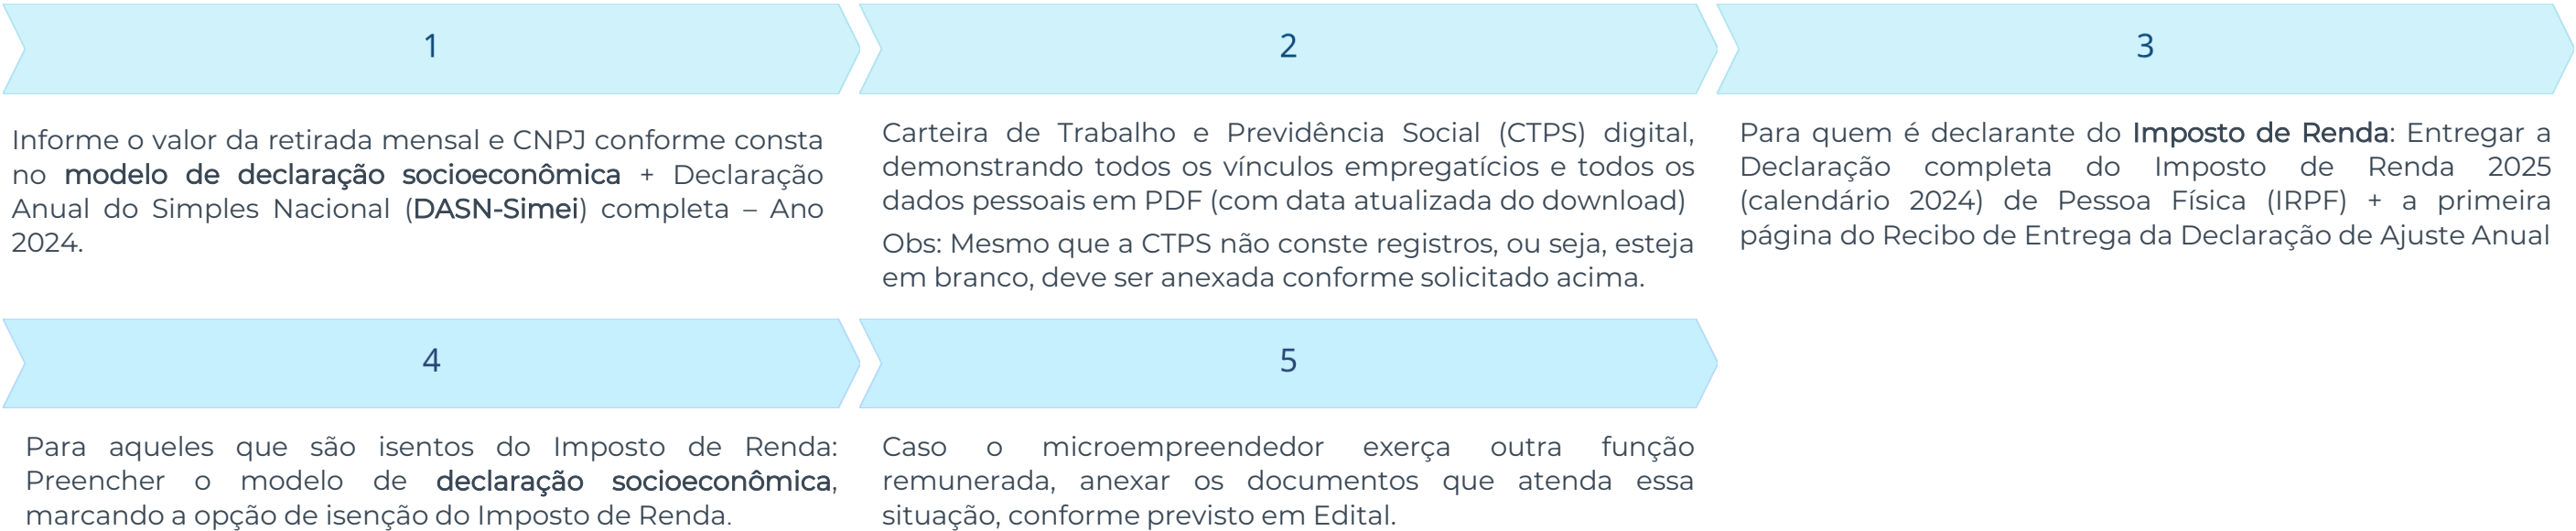 1
Informe o valor da retirada mensal e CNPJ conforme consta
no modelo de declaração socioeconômica + Declaração
Anual do Simples Nacional (DASN-Simei) completa – Ano
2024.
2
Carteira de Trabalho e Previdência Social (CTPS) digital,
demonstrando todos os vínculos empregatícios e todos os
dados pessoais em PDF (com data atualizada do download)
Obs: Mesmo que a CTPS não conste registros, ou seja, esteja
em branco, deve ser anexada conforme solicitado acima.
3
Para quem é declarante do Imposto de Renda: Entregar a
Declaração completa do Imposto de Renda 2025
(calendário 2024) de Pessoa Física (IRPF) + a primeira
página do Recibo de Entrega da Declaração de Ajuste Anual
4
Para aqueles que são isentos do Imposto de Renda:
Preencher o modelo de declaração socioeconômica,
marcando a opção de isenção do Imposto de Renda.
5
Caso o microempreendedor exerça outra função
remunerada, anexar os documentos que atenda essa
situação, conforme previsto em Edital.